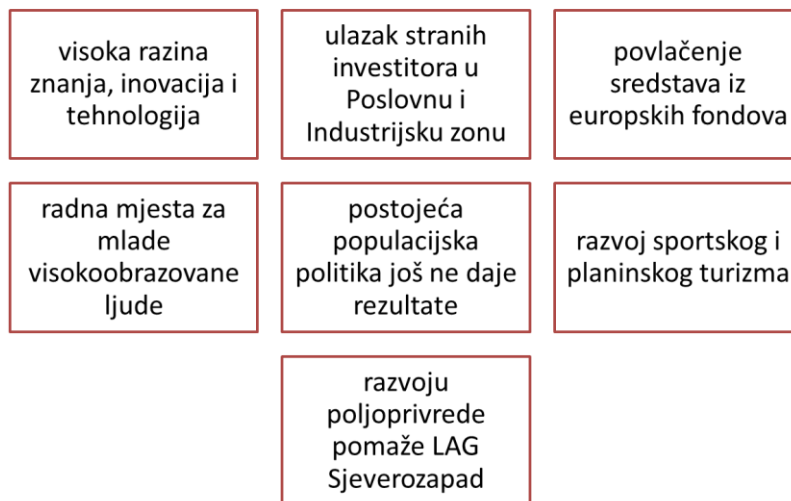 visoka razina
znanja, inovacija i
tehnologija
ulazak stranih
investitora u
Poslovnu i
Industrijsku zonu
povlačenje
sredstava iz
europskih fondova
radna mjesta za
mlade
visokoobrazovane
ljude
postojeća
populacijska
politika još ne daje
rezultate
razvoj sportskog i
planinskog turizma
razvoju
poljoprivrede
pomaže LAG
Sjeverozapad